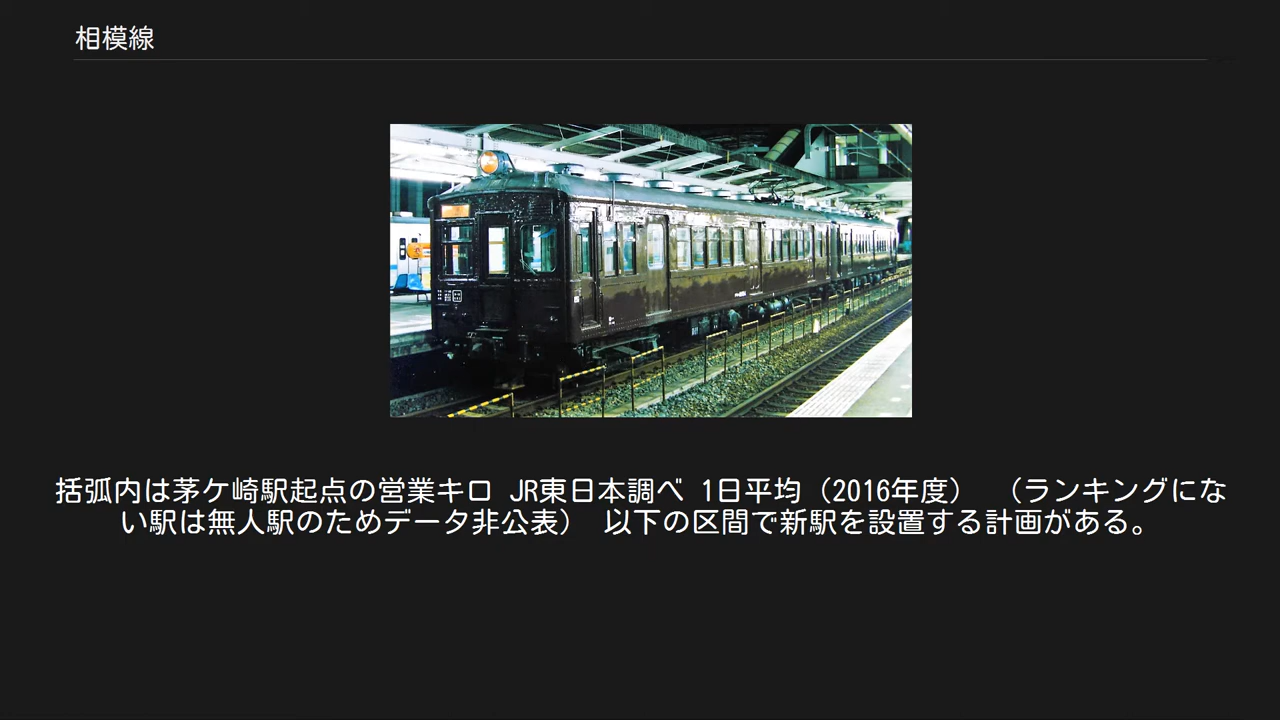 相模線
括弧内は茅ケ崎駅起点の営業キロ JR東日本調べ 1日平均（2016年度） （ランキングにな
い駅は無人駅のためデータ非公表） 以下の区間で新駅を設置する計画がある。